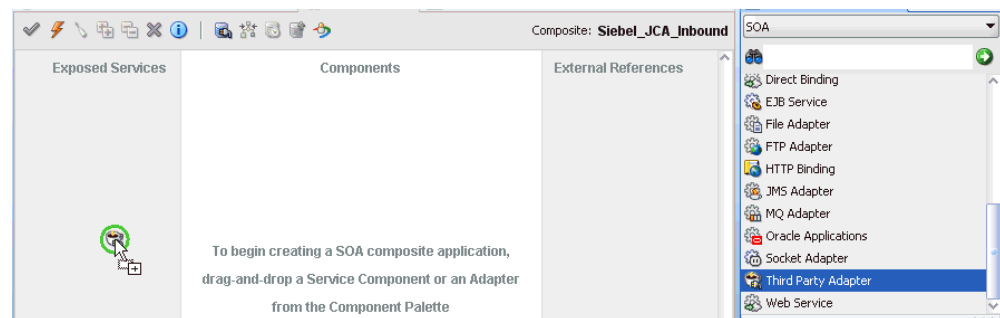 Composite: Siebel_JCA_Inbound
Exposed Services
Components
External References
To begin creating a SOA composite application,
drag-and-drop a Service Component or an Adapter
from the Component Palette
SOA
Direct Binding
EJB Service
File Adapter
FTP Adapter
HTTP Binding
JMS Adapter
MQ Adapter
Oracle Applications
Socket Adapter
Third Party Adapter
Web Service